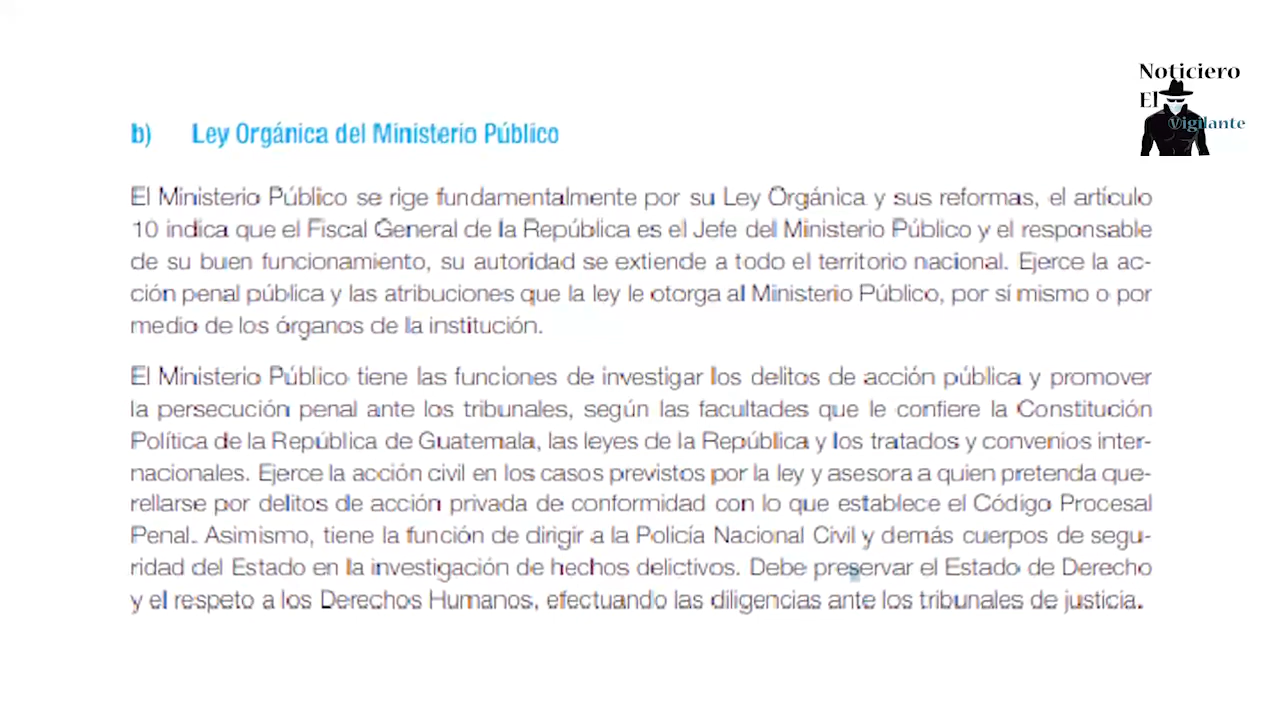 Noticiero
El
Vigilante
b) Ley Orgánica del Ministerio Público
El Ministerio Público se rige fundamentalmente por su Ley Orgánica y sus reformas, el artículo
10 indica que el Fiscal General de la República es el Jefe del Ministerio Público y el responsable
de su buen funcionamiento, su autoridad se extiende a todo el territorio nacional. Ejerce la ac-
ción penal pública y las atribuciones que la ley le otorga al Ministerio Público, por sí mismo o por
medio de los órganos de la institución.
El Ministerio Público tiene las funciones de investigar los delitos de acción pública y promover
la persecución penal ante los tribunales, según las facultades que le confiere la Constitución
Política de la República de Guatemala, las leyes de la República y los tratados y convenios inter-
nacionales. Ejerce la acción civil en los casos previstos por la ley y asesora a quien pretenda que-
rellarse por delitos de acción privada de conformidad con lo que establece el Código Procesal
Penal. Asimismo, tiene la función de dirigir a la Policía Nacional Civil y demás cuerpos de segu-
ridad del Estado en la investigación de hechos delictivos. Debe preservar el Estado de Derecho
y el respeto a los Derechos Humanos, efectuando las diligencias ante los tribunales de justicia.